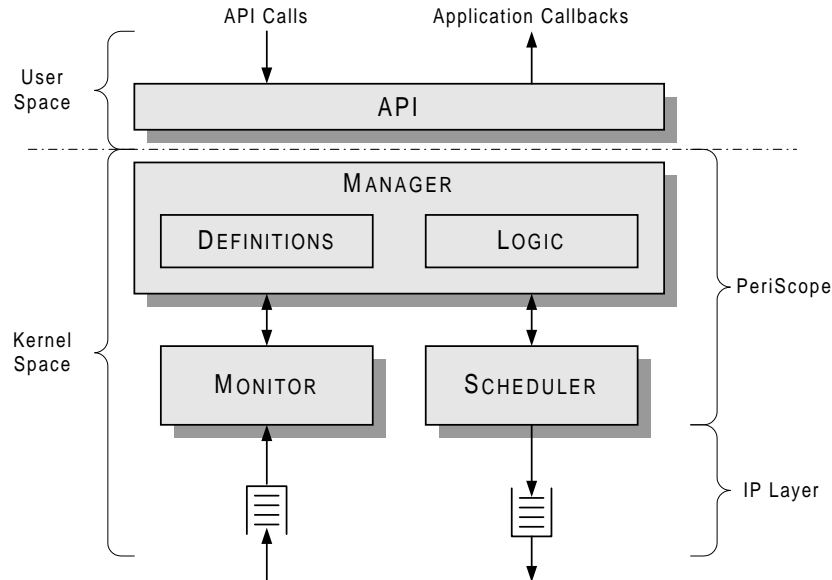 API Calls
Application Callbacks
User
Space
API
MANAGER
DEFINITIONS
LOGIC
PeriScope
Kernel
Space
MONITOR
SCHEDULER
IP Layer